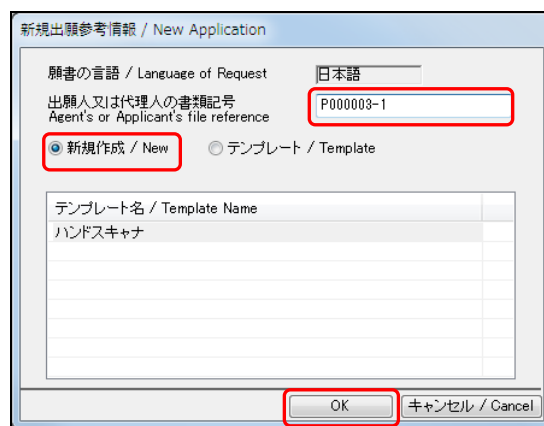 新規出願参考情報 / New Application
願書の言語 / Language of Request
日本語
出願人又は代理人の書類記号
Agent's or Applicant's file reference
P000003-1
新規作成 / New
テンプレート / Template
テンプレート名 / Template Name
ハンドスキャナ
OK
キャンセル / Cancel